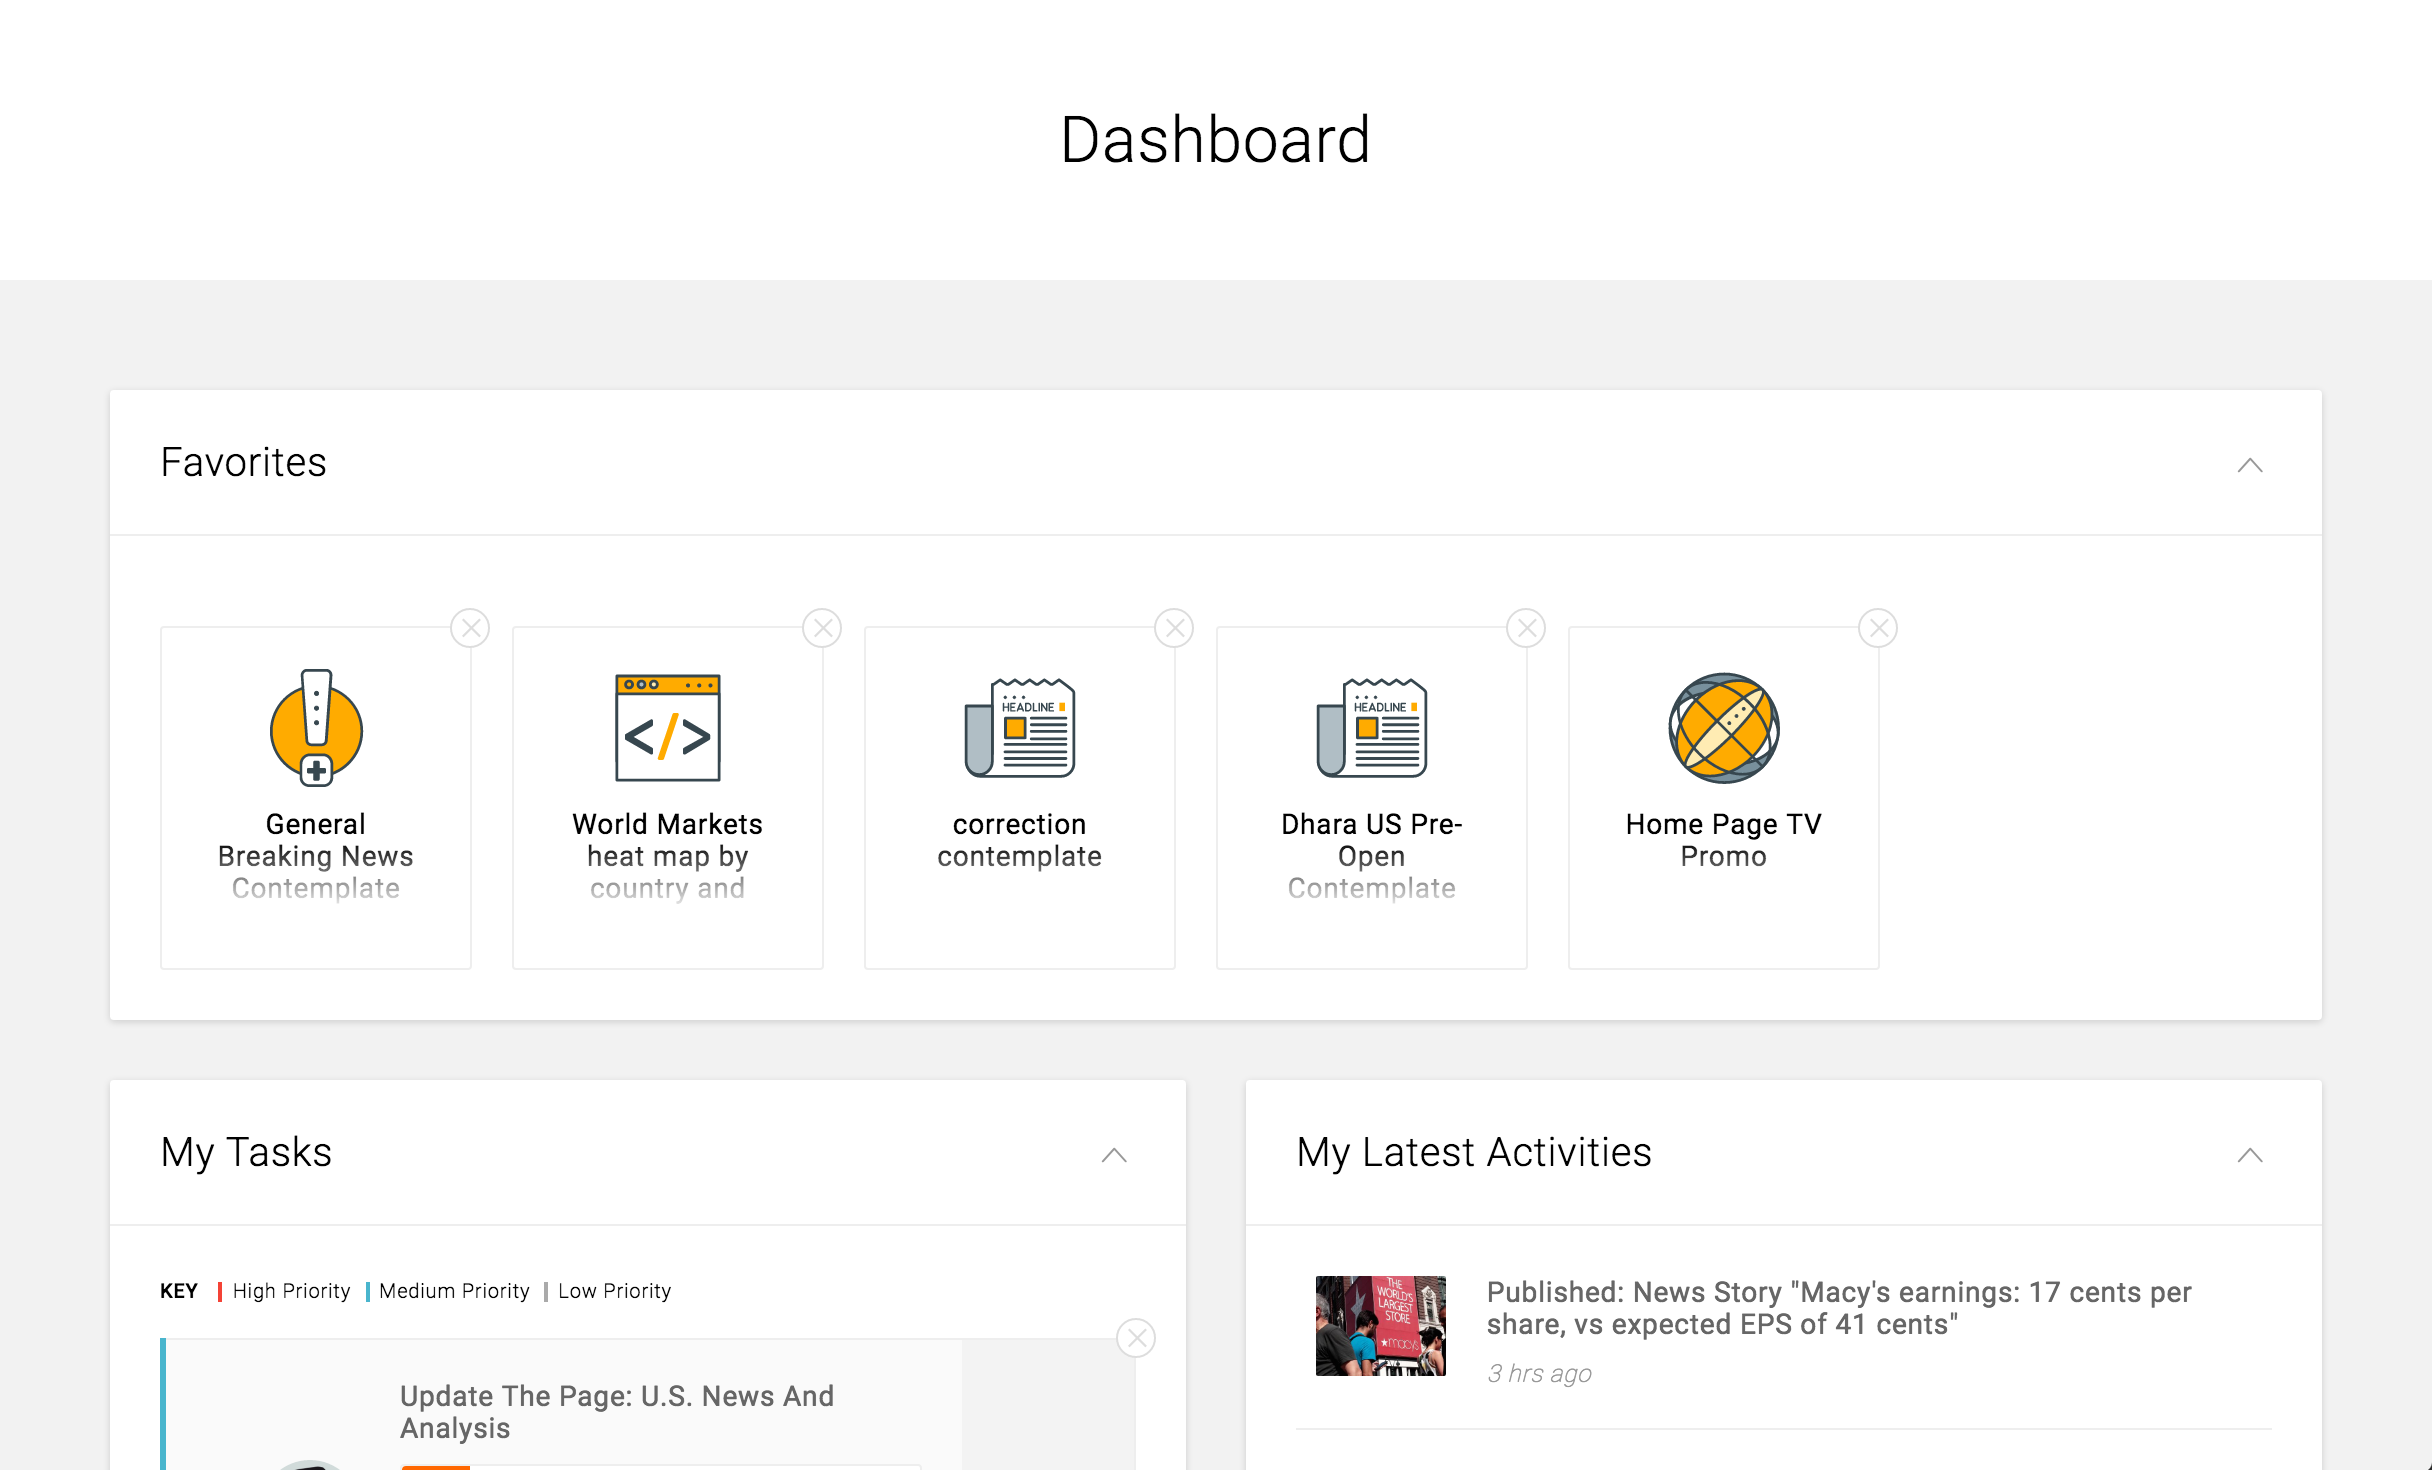 Dashboard
Favorites
General
Breaking News
Contemplate
World Markets
heat map by
country and
HEADLINE
correction
contemplate
HEADLINE
Dhara US Pre-
Open
Contemplate
Home Page TV
Promo
My Tasks
KEY High Priority Medium Priority Low Priority
Update The Page: U.S. News And
Analysis
My Latest Activities
THE
WORLD'S
LARGEST
STORE
macy's
Published: News Story "Macy's earnings: 17 cents per
share, vs expected EPS of 41 cents"
3 hrs ago